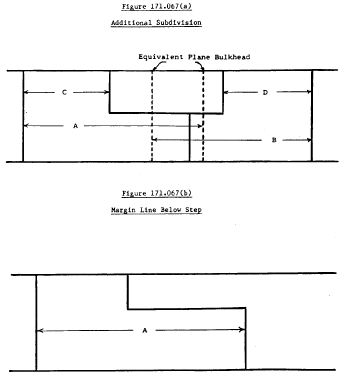 Figure 171.067(a)
Additional Subdivision
Equivalent Plane Bulkhead
C
D
A
B
Figure 171.067(b)
Margin Line Below Step
A